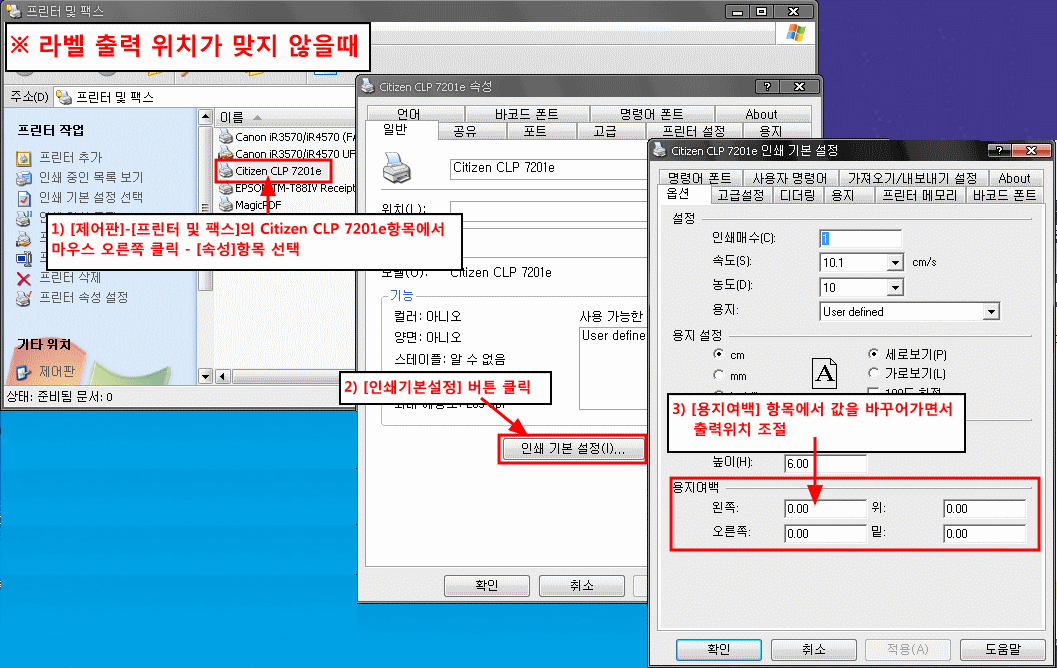 프린터 및 팩스
※ 라벨 출력 위치가 맞지 않을때
주소(D)
프린터 및 팩스
프린터 작업
프린터 추가
인쇄 중인 목록 보기
인쇄 기본 설정 선택
프린터 삭제
프린터 속성 설정
기타 위치
제어판
상태: 준비됨 문서: 0
이름
Canon iR3570/iR4570 (FA
Canon iR3570/iR4570 UF
Citizen CLP 7201e
EPSON TM-T88IV Receipt
MagicPDF
1) [제어판]-[프린터 및 팩스]의 Citizen CLP 7201e항목에서
마우스 오른쪽 클릭 - [속성]항목 선택
Citizen CLP 7201e 속성
언어 바코드 폰트 명령어 폰트 About
일반 공유 포트 고급 프린터 설정 용지
Citizen CLP 7201e
위치(L):
모델(O): Citizen CLP 7201e
기능
컬러: 아니오
사용 가능한
양면: 아니오
User define
스테이플: 알 수 없음
2) [인쇄기본설정] 버튼 클릭
인쇄 기본 설정(I)...
확인 취소
Citizen CLP 7201e 인쇄 기본 설정
명령어 폰트 사용자 명령어 가져오기/내보내기 설정 About
옵션 고급설정 디더링 용지 프린터 메모리 바코드 폰트
설정
인쇄매수(C): 1
속도(S): 10.1 cm/s
농도(D): 10
용지: User defined
용지 설정
cm
세로보기(P)
mm
가로보기(L)
A
3) [용지여백] 항목에서 값을 바꾸어가면서
출력위치 조절
높이(H): 6.00
용지여백
왼쪽: 0.00 위: 0.00
오른쪽: 0.00 밑: 0.00
확인 취소 적용(A) 도움말